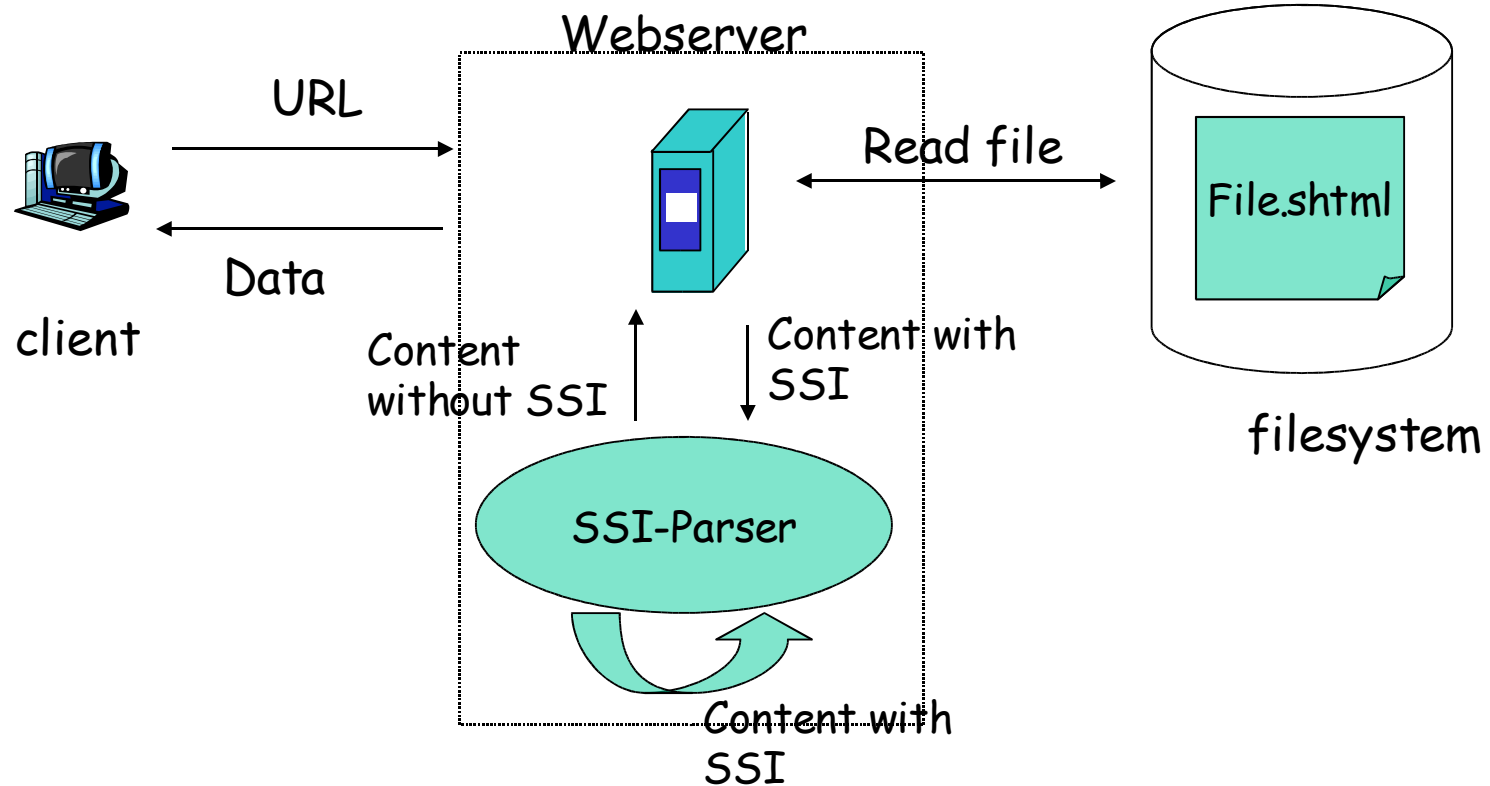 Webserver
URL
Read file
File.shtml
Data
client
Content
without SSI
Content with
SSI
filesystem
SSI-Parser
Content with
SSI